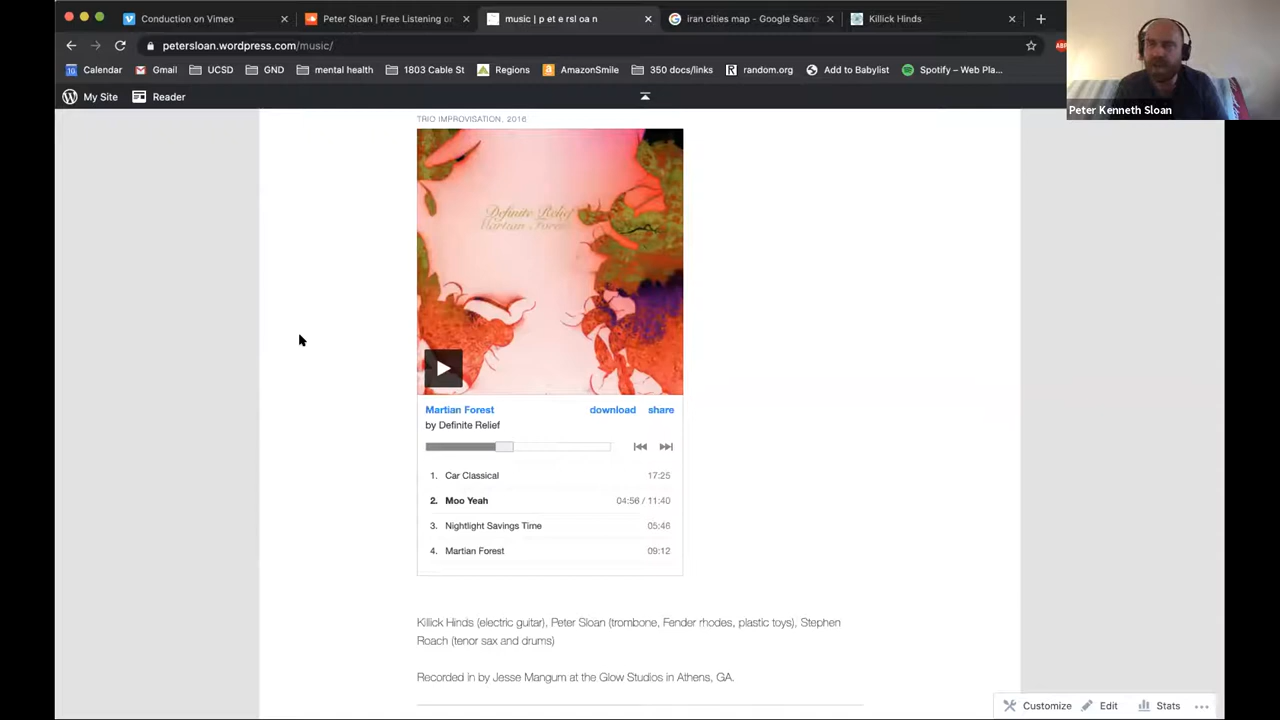 Conduction on Vimeo
Peter Sloan | Free Listening or
music | p et e rsl oa n
iran cities map - Google Searc
Killick Hinds
petersloan.wordpress.com/music/
Calendar
Gmail
UCSD
GND
mental health
1803 Cable St
Regions
AmazonSmile
350 docs/links
random.org
Add to Babylist
Spotify – Web Pla...
My Site
Reader
Peter Kenneth Sloan
TRIO IMPROVISATION, 2016
Definite Relief
Martian Forest
Martian Forest download share
by Definite Relief
1. Car Classical 17:25
2. Moo Yeah 04:56 / 11:40
3. Nightlight Savings Time 05:46
4. Martian Forest 09:12
Killick Hinds (electric guitar), Peter Sloan (trombone, Fender rhodes, plastic toys), Stephen
Roach (tenor sax and drums)
Recorded in by Jesse Mangum at the Glow Studios in Athens, GA.
Customize Edit Stats ...